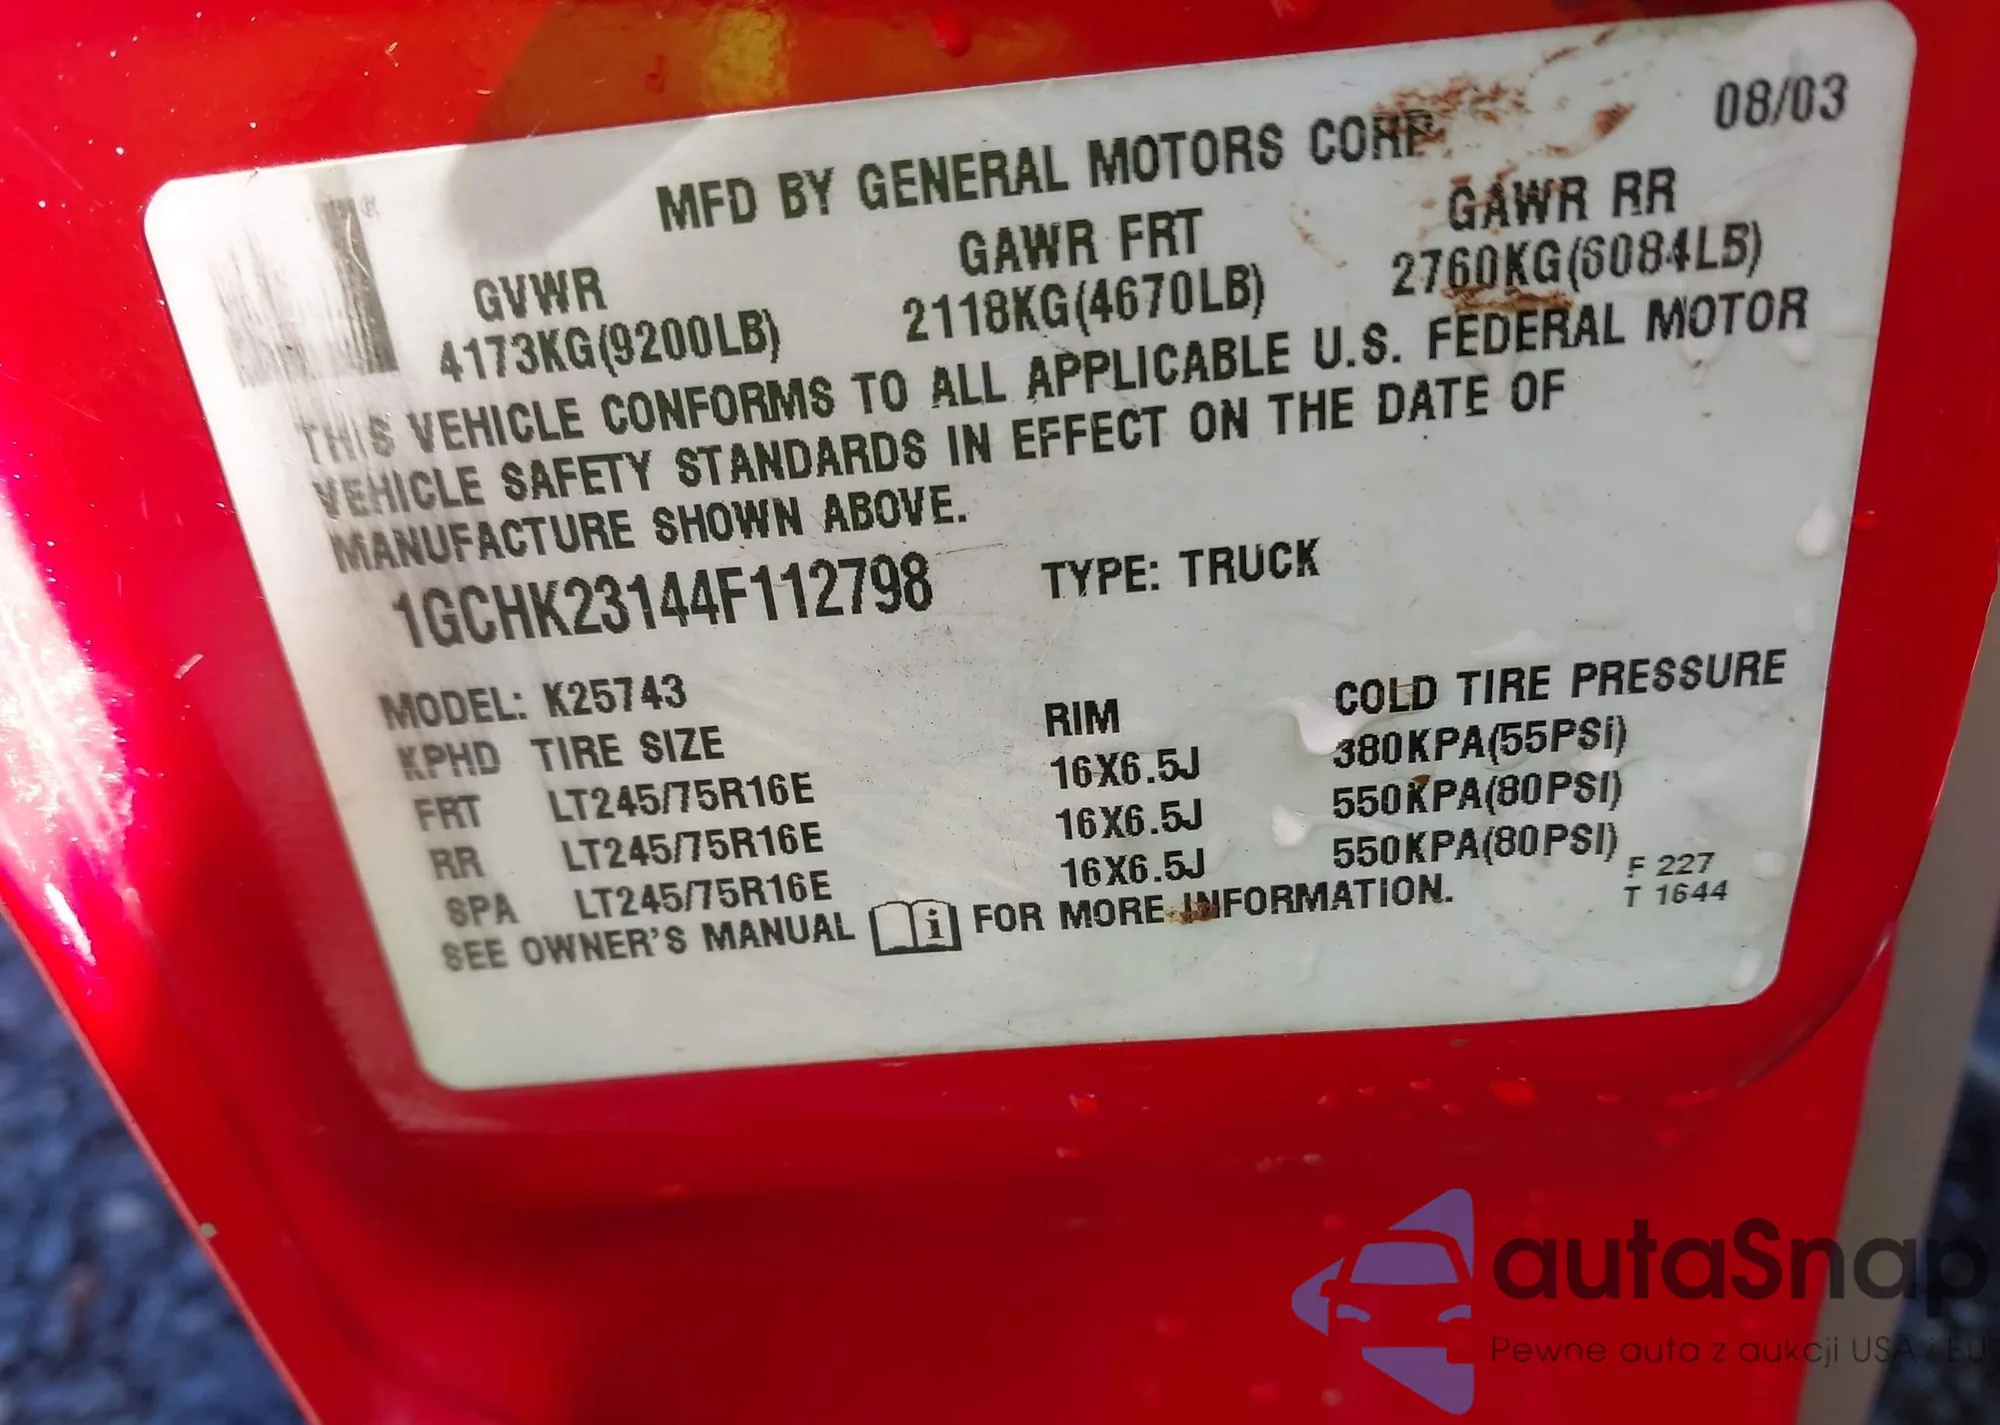 08/03
MFD BY GENERAL MOTORS CORP
GVWR GAWR FRT GAWR RR
4173KG(9200LB) 2118KG(4670LB) 2760KG(6084LB)
THIS VEHICLE CONFORMS TO ALL APPLICABLE U.S. FEDERAL MOTOR
VEHICLE SAFETY STANDARDS IN EFFECT ON THE DATE OF
MANUFACTURE SHOWN ABOVE.
1GCHK23144F112798 TYPE: TRUCK
MODEL: K25743
KPHD TIRE SIZE RIM COLD TIRE PRESSURE
FRT LT245/75R16E 16X6.5J 380KPA(55PSI)
RR LT245/75R16E 16X6.5J 550KPA(80PSI)
SPA LT245/75R16E 16X6.5J 550KPA(80PSI)
SEE OWNER'S MANUAL i FOR MORE INFORMATION.
F 227
T 1644
autaSnap
Pewne auta z aukcji USA i EU